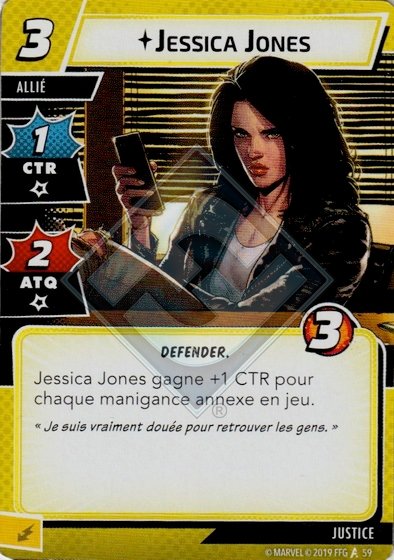 3
Jessica Jones
ALLIÉ
1
CTR
2
ATQ
3
DEFENDER.
Jessica Jones gagne +1 CTR pour
chaque manigance annexe en jeu.
« Je suis vraiment douée pour retrouver les gens. »
®
JUSTICE
© MARVEL © 2019 FFG 59